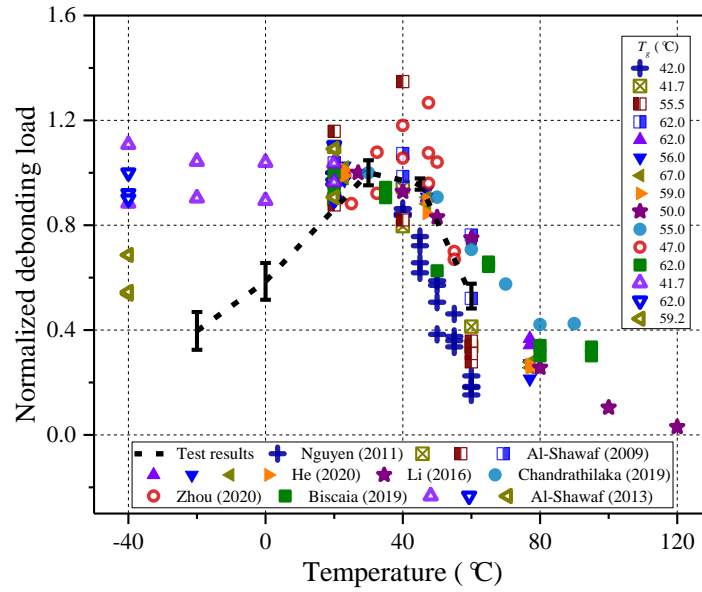 1.6
1.2
0.8
0.4
0.0
Normalized debonding load
-40 0 40 80 120
Temperature (℃)
Tg (℃)
42.0
41.7
55.5
62.0
62.0
56.0
67.0
59.0
50.0
55.0
47.0
62.0
41.7
62.0
59.2
Test results Nguyen (2011) Al-Shawaf (2009)
He (2020) Li (2016) Chandrathilaka (2019)
Zhou (2020) Biscaia (2019) Al-Shawaf (2013)